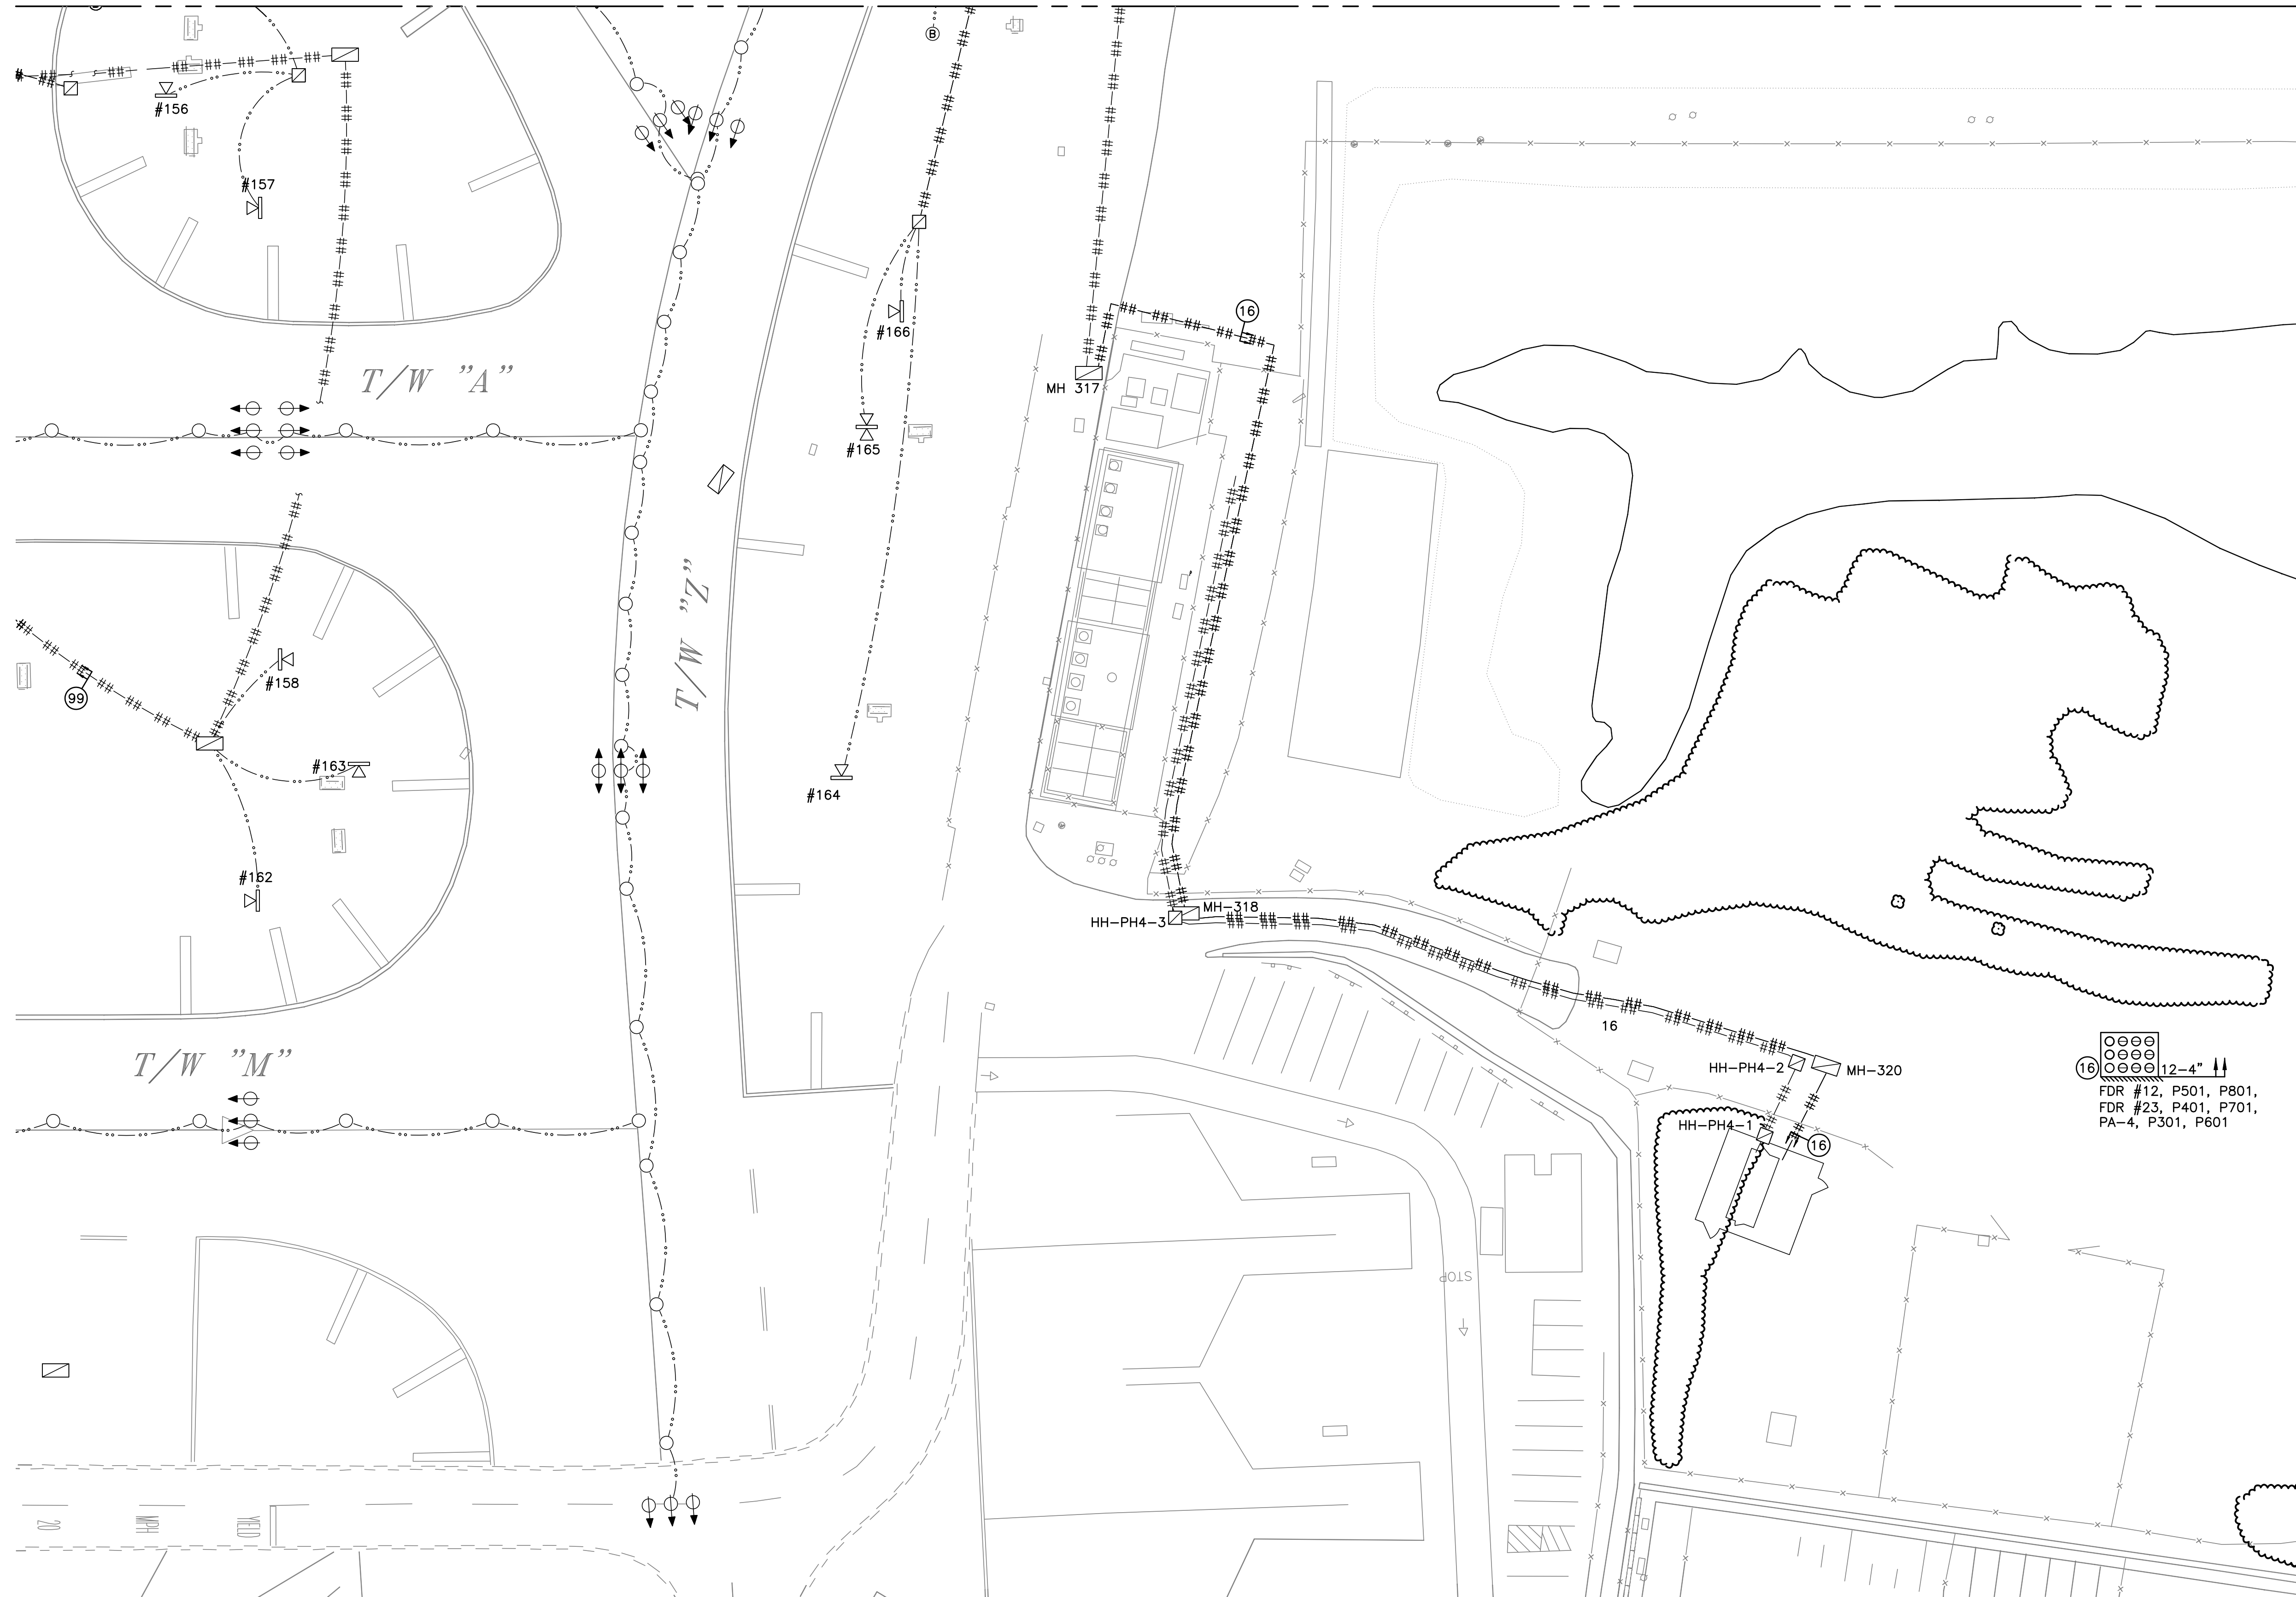 B
#156
#157
16
#166
MH 317
T/W "A"
#165
T/W "Z"
#158
99
#163
#164
#162
MH-318
HH-PH4-3
16
T/W "M"
HH-PH4-2
MH-320
16
12-4"
FDR #12, P501, P801,
FDR #23, P401, P701,
PA-4, P301, P601
HH-PH4-1
16
STOP
20
MPH